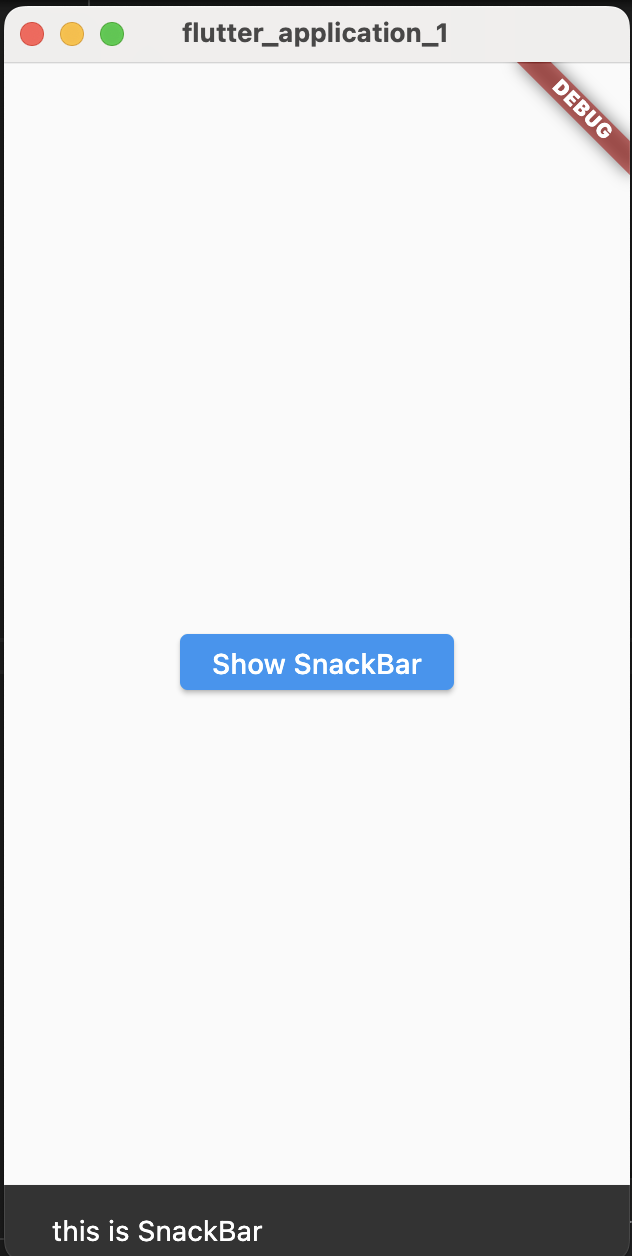 flutter_application_1
DEBUG
Show SnackBar
this is SnackBar